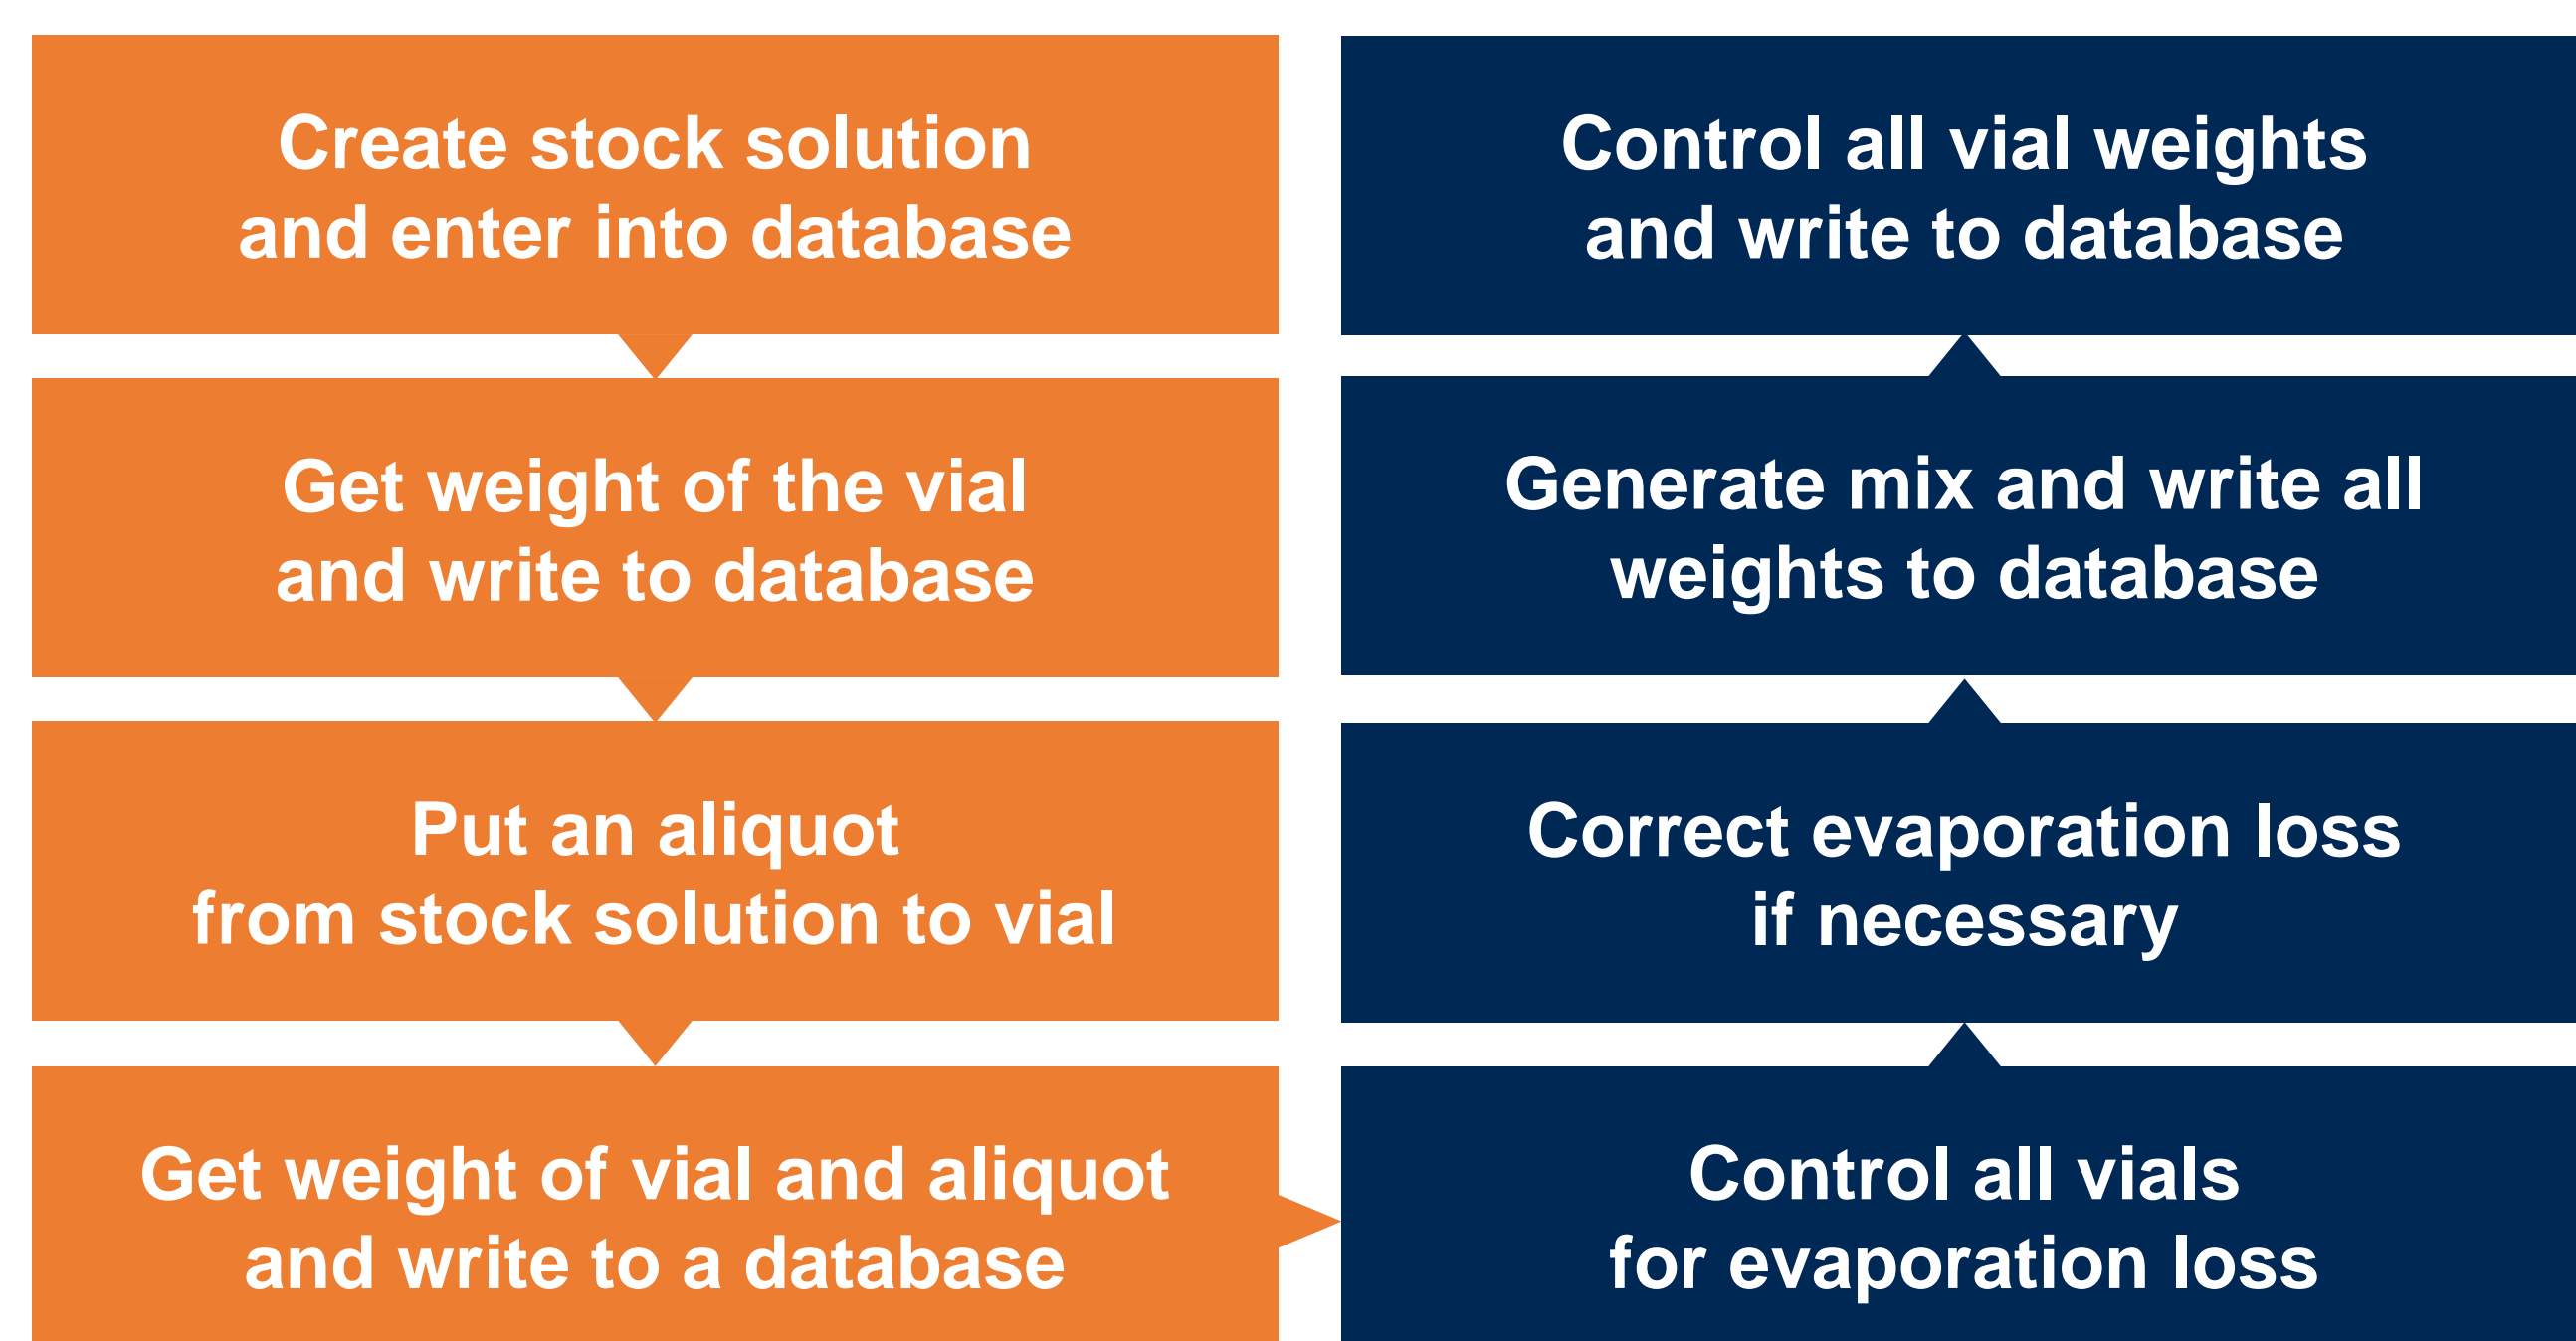 Create stock solution
and enter into database
Get weight of the vial
and write to database
Put an aliquot
from stock solution to vial
Get weight of vial and aliquot
and write to a database
Control all vials
for evaporation loss
Correct evaporation loss
if necessary
Generate mix and write all
weights to database
Control all vial weights
and write to database